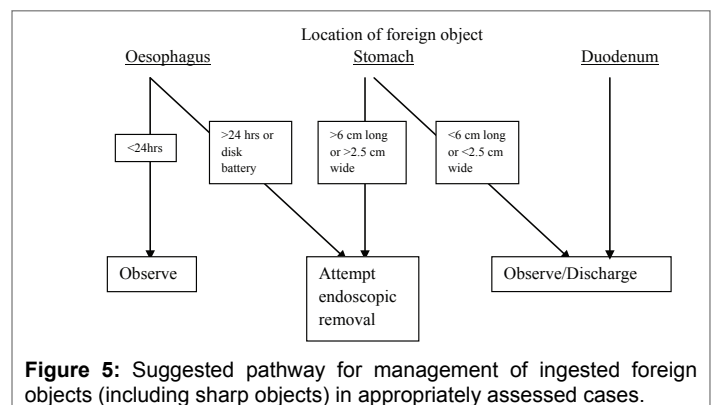 Location of foreign object
Oesophagus Stomach Duodenum
<24hrs
>24 hrs or
disk
battery
>6 cm long
or >2.5 cm
wide
<6 cm long
or <2.5 cm
wide
Observe
Attempt
endoscopic
removal
Observe/Discharge
Figure 5: Suggested pathway for management of ingested foreign
objects (including sharp objects) in appropriately assessed cases.